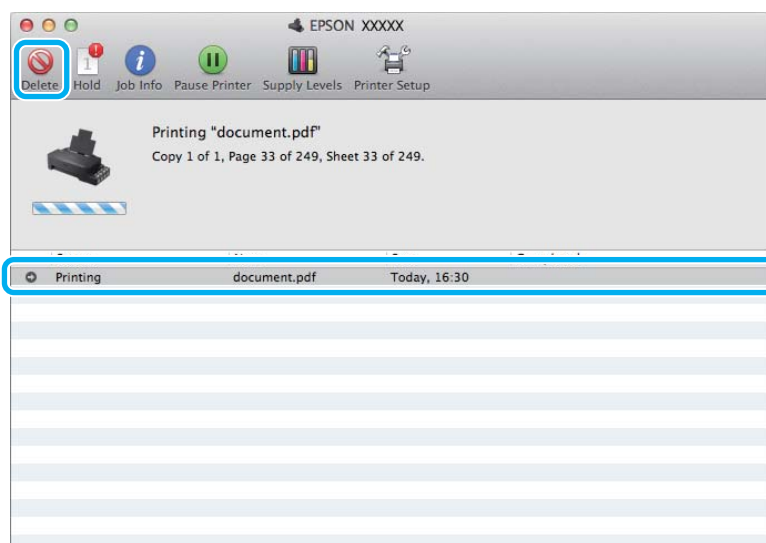 EPSON XXXXX
1
Delete Hold Job Info Pause Printer Supply Levels Printer Setup
Printing "document.pdf"
Copy 1 of 1, Page 33 of 249, Sheet 33 of 249.
Printing document.pdf Today, 16:30